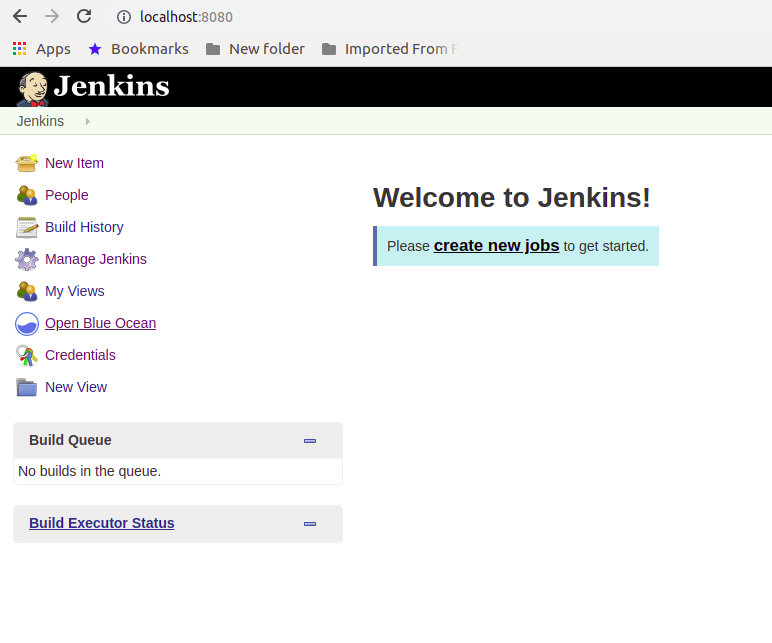 localhost:8080
Apps Bookmarks New folder Imported From F
Jenkins
Jenkins
New Item
People
Build History
Manage Jenkins
My Views
Open Blue Ocean
Credentials
New View
Welcome to Jenkins!
Please create new jobs to get started.
Build Queue
No builds in the queue.
Build Executor Status